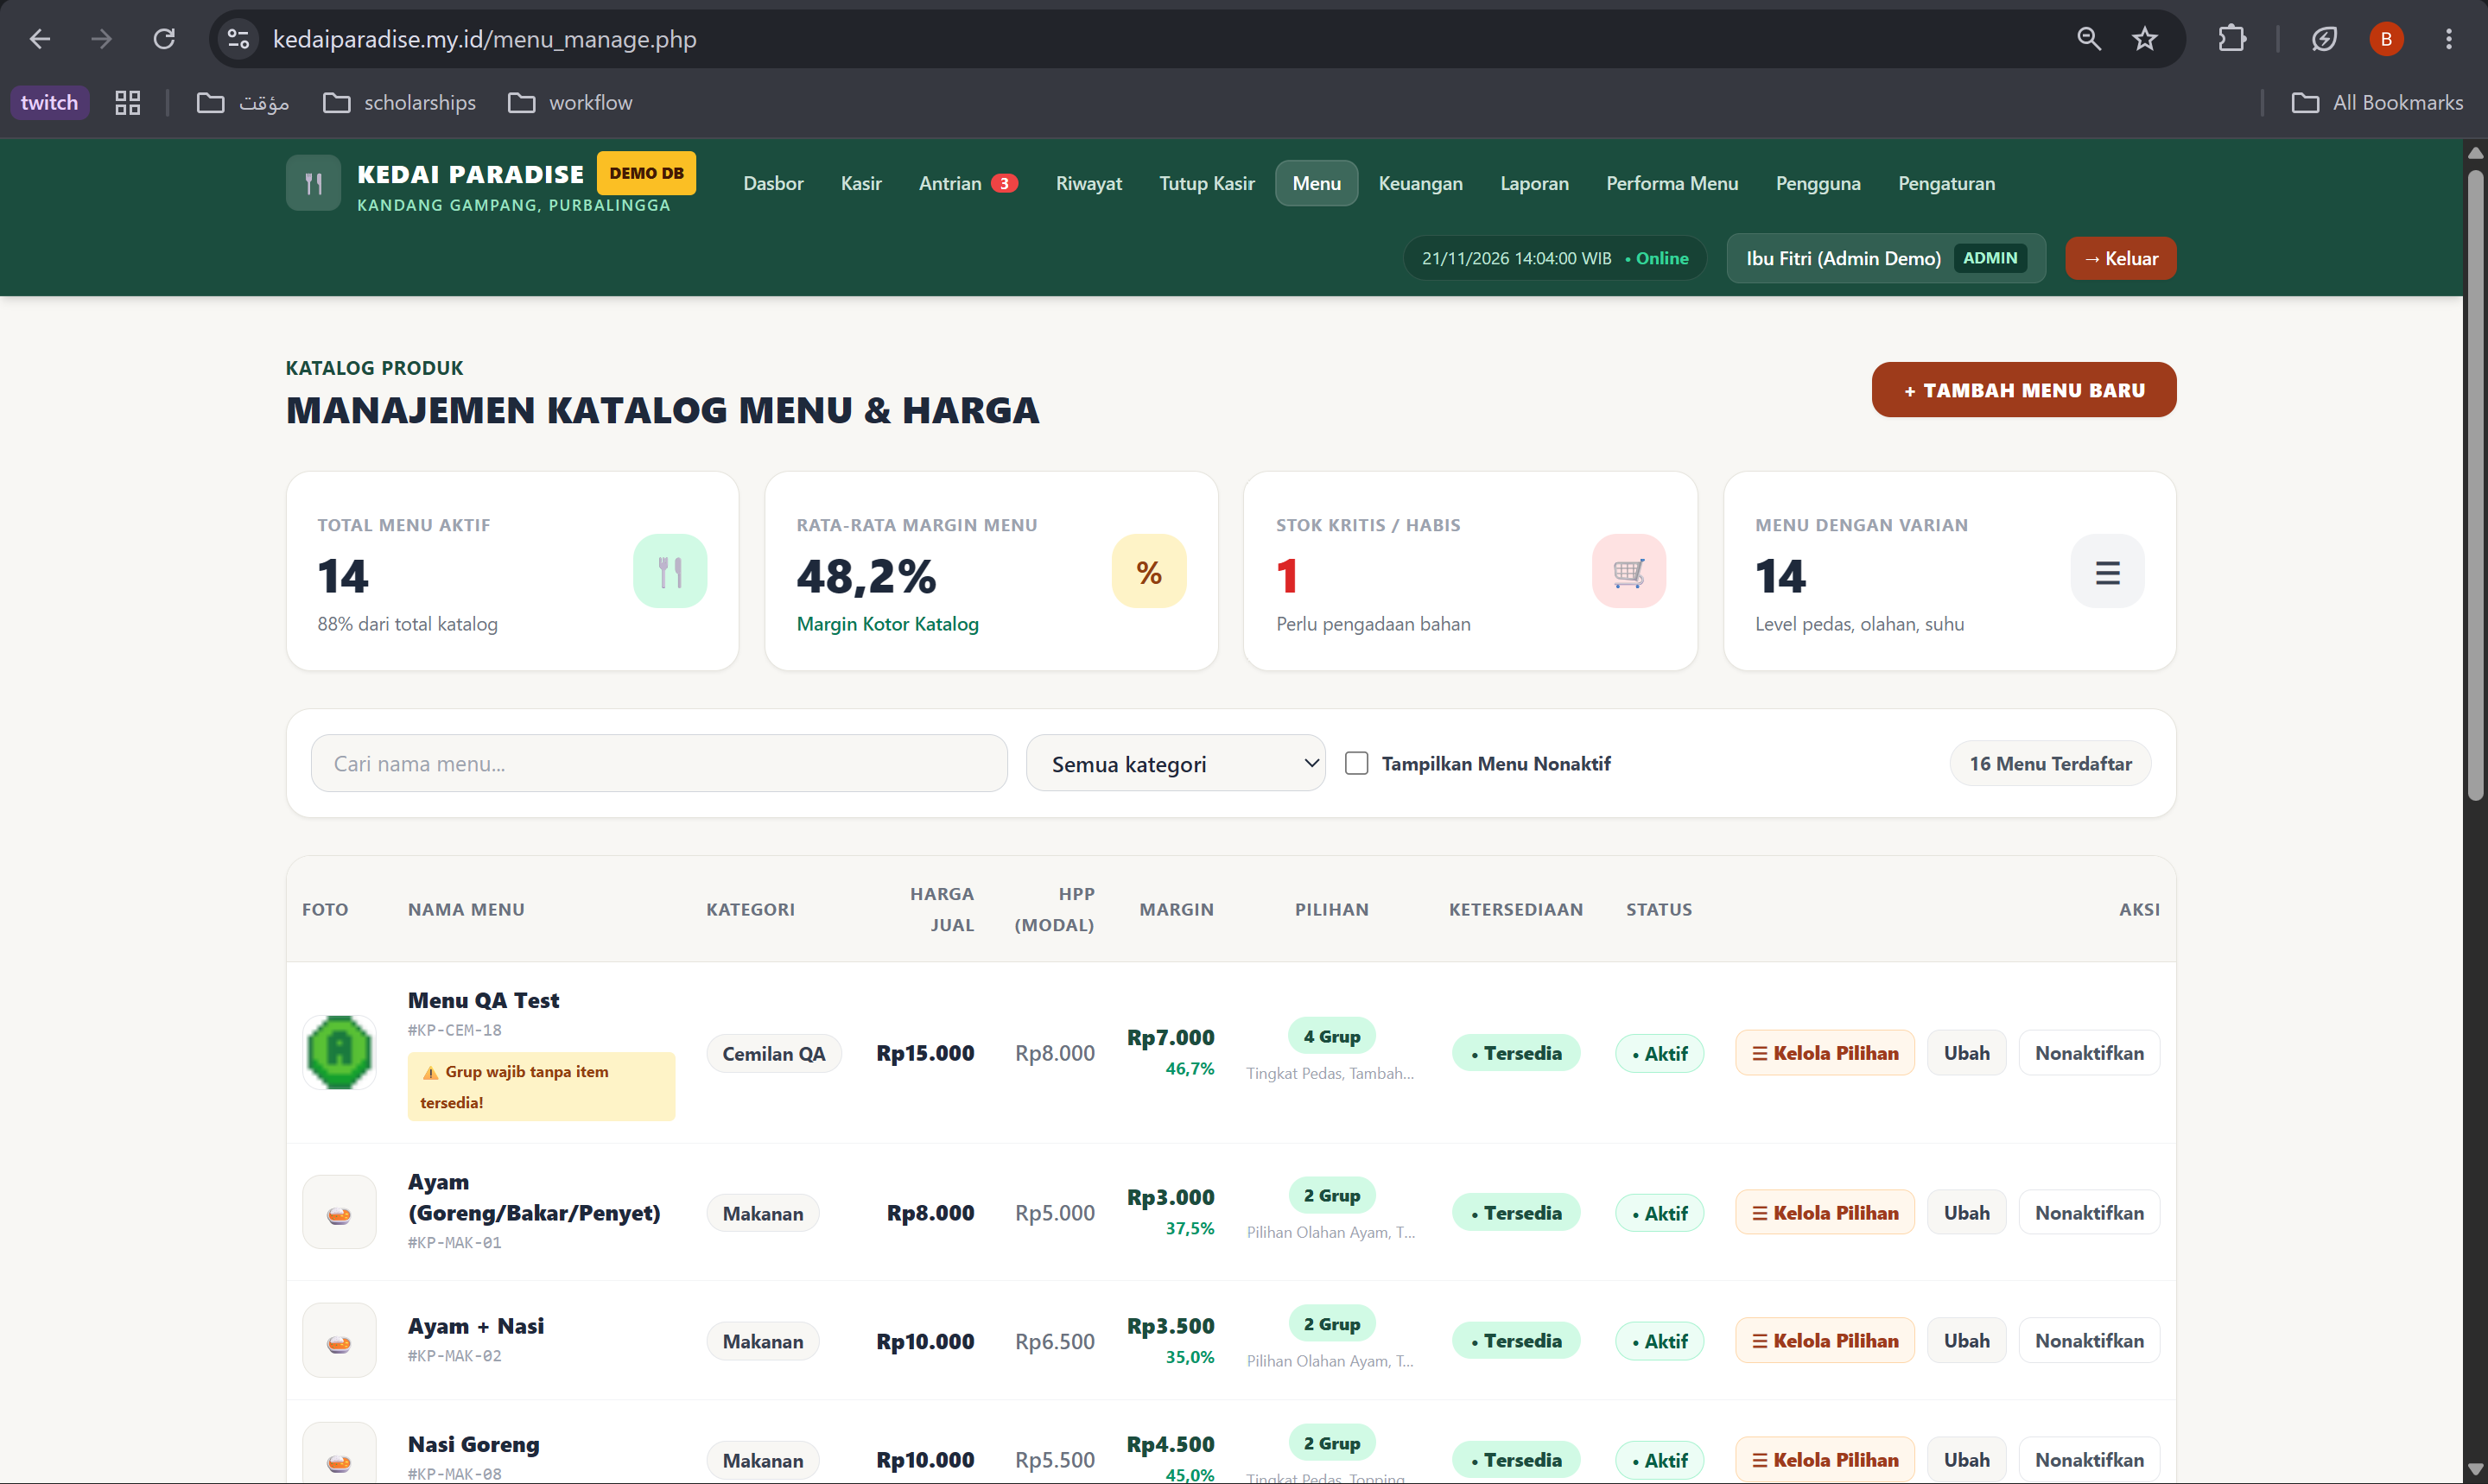 kedaiparadise.my.id/menu_manage.php
B
twitch
مؤقت
scholarships
workflow
All Bookmarks
KEDAI PARADISE
DEMO DB
KANDANG GAMPANG, PURBALINGGA
Dasbor
Kasir
Antrian 3
Riwayat
Tutup Kasir
Menu
Keuangan
Laporan
Performa Menu
Pengguna
Pengaturan
21/11/2026 14:04:00 WIB • Online
Ibu Fitri (Admin Demo) ADMIN
→ Keluar
KATALOG PRODUK
MANAJEMEN KATALOG MENU & HARGA
+ TAMBAH MENU BARU
TOTAL MENU AKTIF
14
88% dari total katalog
RATA-RATA MARGIN MENU
48,2%
Margin Kotor Katalog
%
STOK KRITIS / HABIS
1
Perlu pengadaan bahan
MENU DENGAN VARIAN
14
Level pedas, olahan, suhu
Cari nama menu...
Semua kategori
Tampilkan Menu Nonaktif
16 Menu Terdaftar
FOTO
NAMA MENU
KATEGORI
HARGA JUAL
HPP (MODAL)
MARGIN
PILIHAN
KETERSEDIAAN
STATUS
AKSI
A
Menu QA Test
#KP-CEM-18
⚠ Grup wajib tanpa item
tersedia!
Cemilan QA
Rp15.000
Rp8.000
Rp7.000
46,7%
4 Grup
Tingkat Pedas, Tambah...
• Tersedia
• Aktif
☰ Kelola Pilihan
Ubah
Nonaktifkan
Ayam
(Goreng/Bakar/Penyet)
#KP-MAK-01
Makanan
Rp8.000
Rp5.000
Rp3.000
37,5%
2 Grup
Pilihan Olahan Ayam, T...
• Tersedia
• Aktif
☰ Kelola Pilihan
Ubah
Nonaktifkan
Ayam + Nasi
#KP-MAK-02
Makanan
Rp10.000
Rp6.500
Rp3.500
35,0%
2 Grup
Pilihan Olahan Ayam, T...
• Tersedia
• Aktif
☰ Kelola Pilihan
Ubah
Nonaktifkan
Nasi Goreng
#KP-MAK-08
Makanan
Rp10.000
Rp5.500
Rp4.500
45,0%
2 Grup
Tingkat Pedas, Topping
• Tersedia
• Aktif
☰ Kelola Pilihan
Ubah
Nonaktifkan